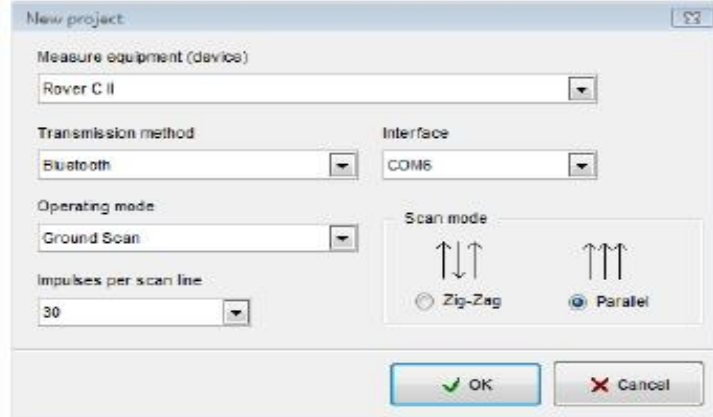 New project
Measure equipment (device)
Rover C II
Transmission method
Interface
Bluetooth
COM6
Operating mode
Ground Scan
Scan mode
Impulses per scan line
30
Zig-Zag
Parallel
OK
Cancel